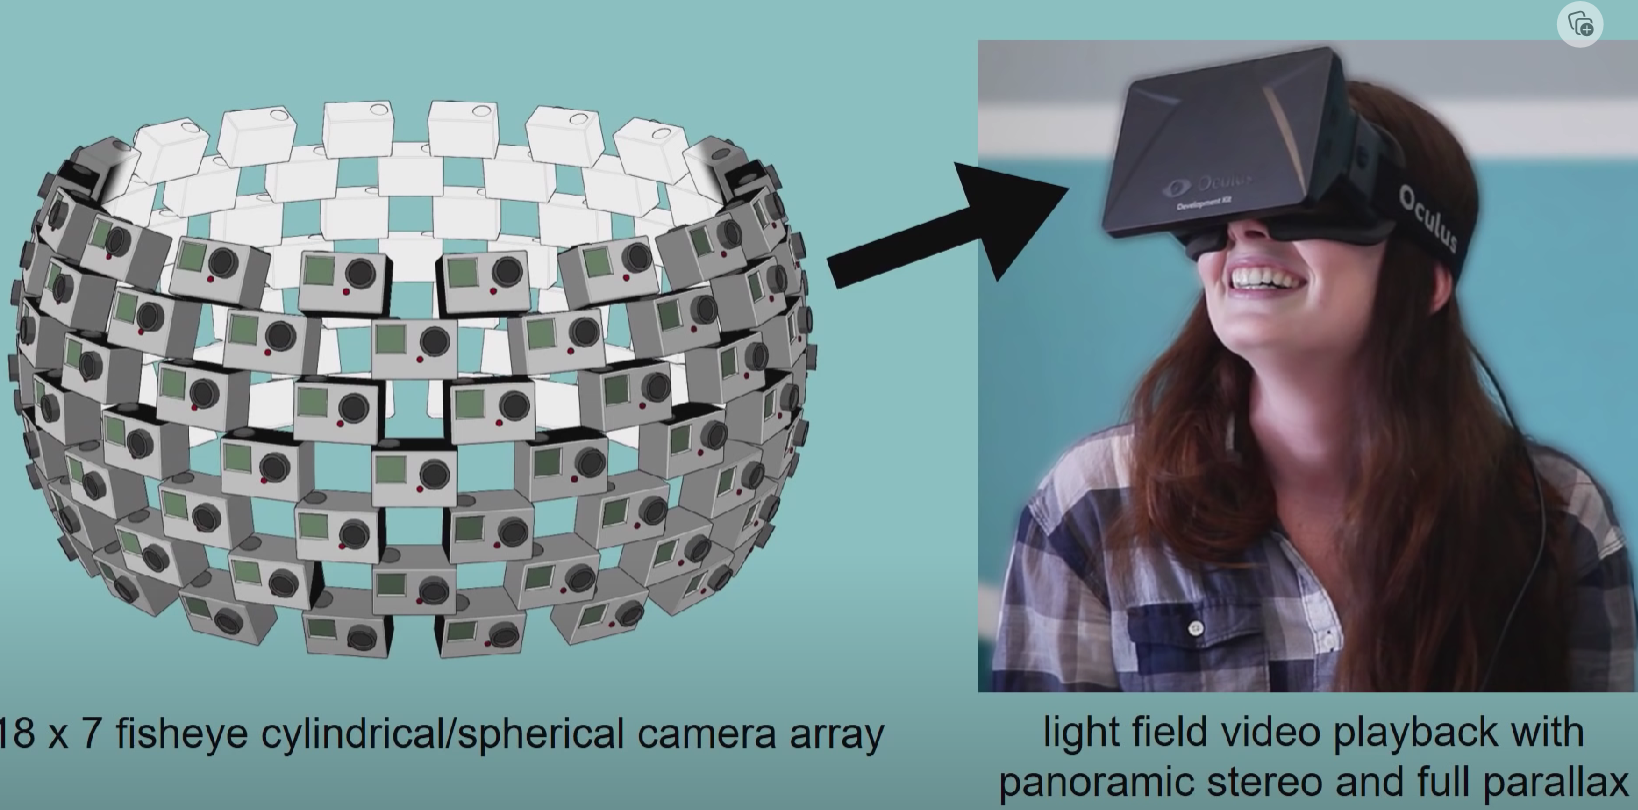 Oculus
Development Kit
Oculus
18 x 7 fisheye cylindrical/spherical camera array
light field video playback with
panoramic stereo and full parallax